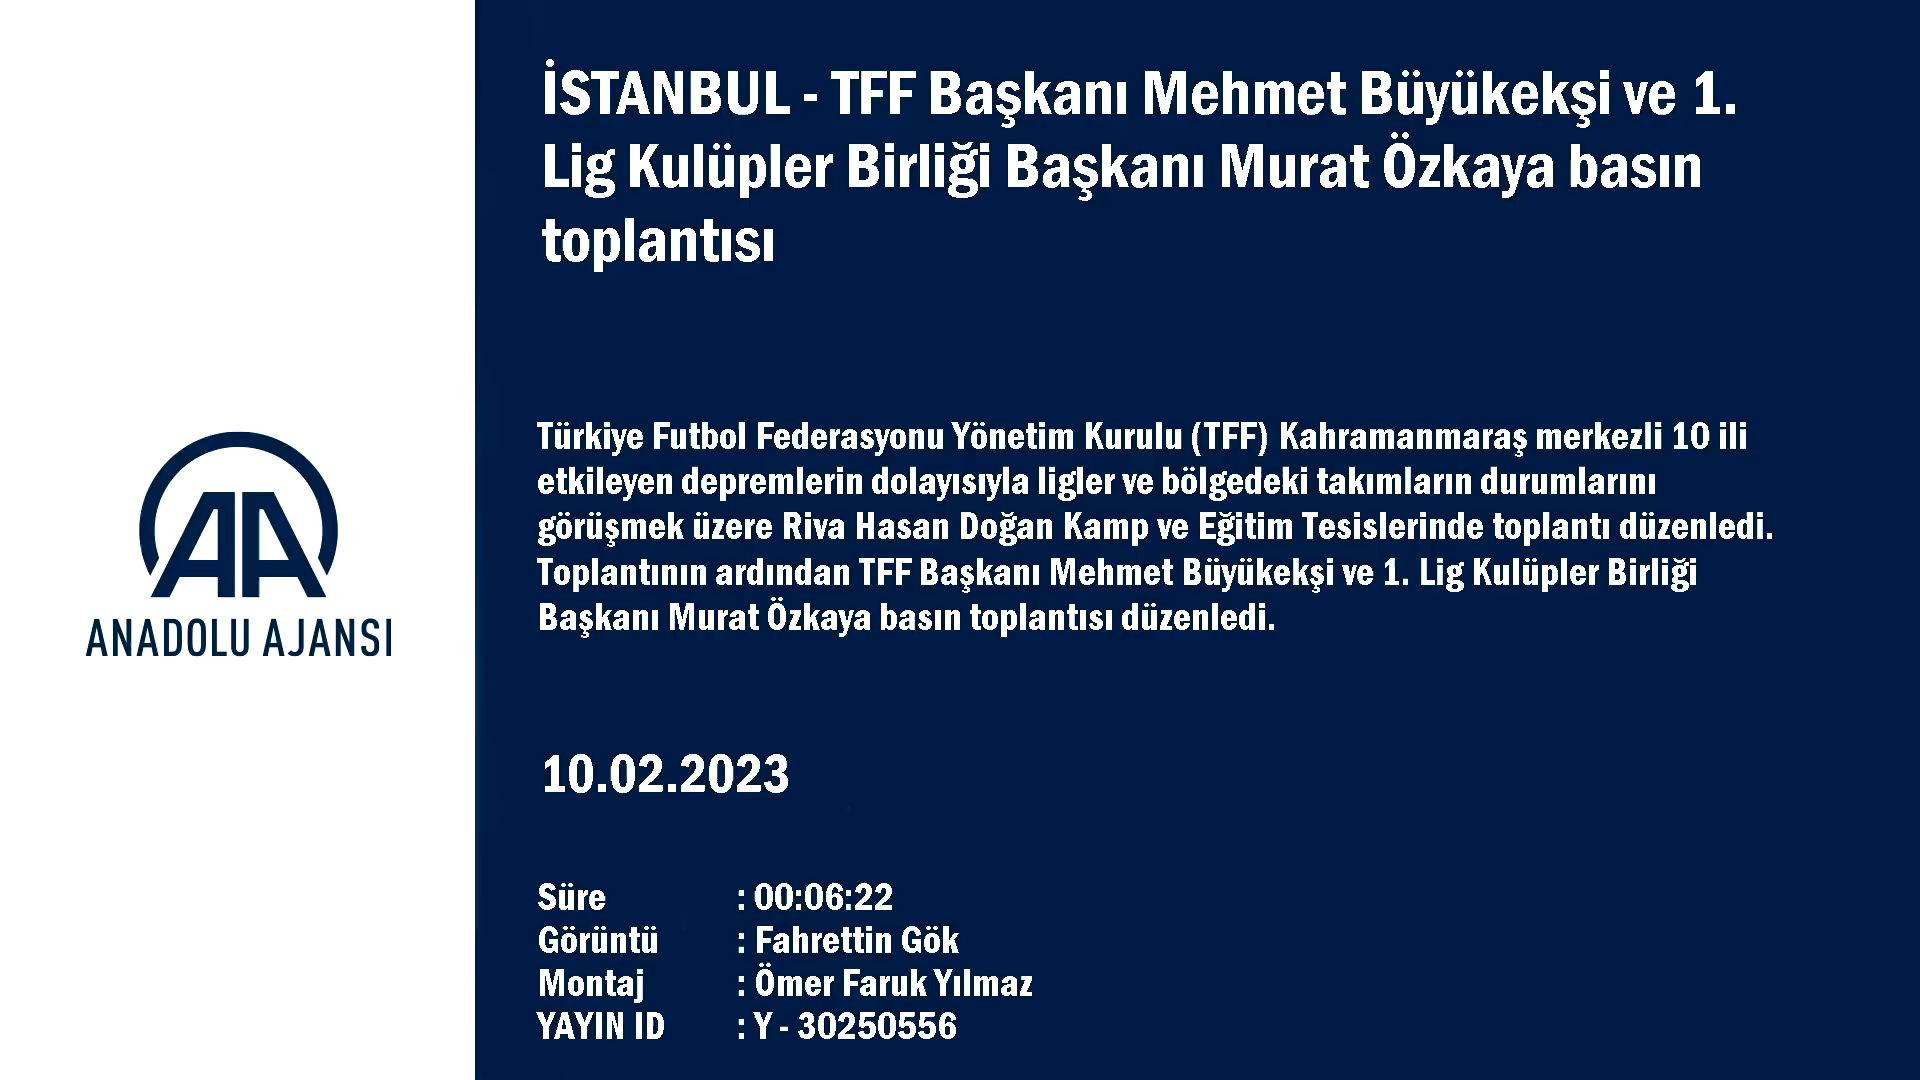 İSTANBUL - TFF Başkanı Mehmet Büyükekşi ve 1.
Lig Kulüpler Birliği Başkanı Murat Özkaya basın
toplantısı
Türkiye Futbol Federasyonu Yönetim Kurulu (TFF) Kahramanmaraş merkezli 10 ili
etkileyen depremlerin dolayısıyla ligler ve bölgedeki takımların durumlarını
görüşmek üzere Riva Hasan Doğan Kamp ve Eğitim Tesislerinde toplantı düzenledi.
Toplantının ardından TFF Başkanı Mehmet Büyükekşi ve 1. Lig Kulüpler Birliği
Başkanı Murat Özkaya basın toplantısı düzenledi.
AA
ANADOLU AJANSI
10.02.2023
Süre : 00:06:22
Görüntü : Fahrettin Gök
Montaj : Ömer Faruk Yılmaz
YAYIN ID : Y - 30250556